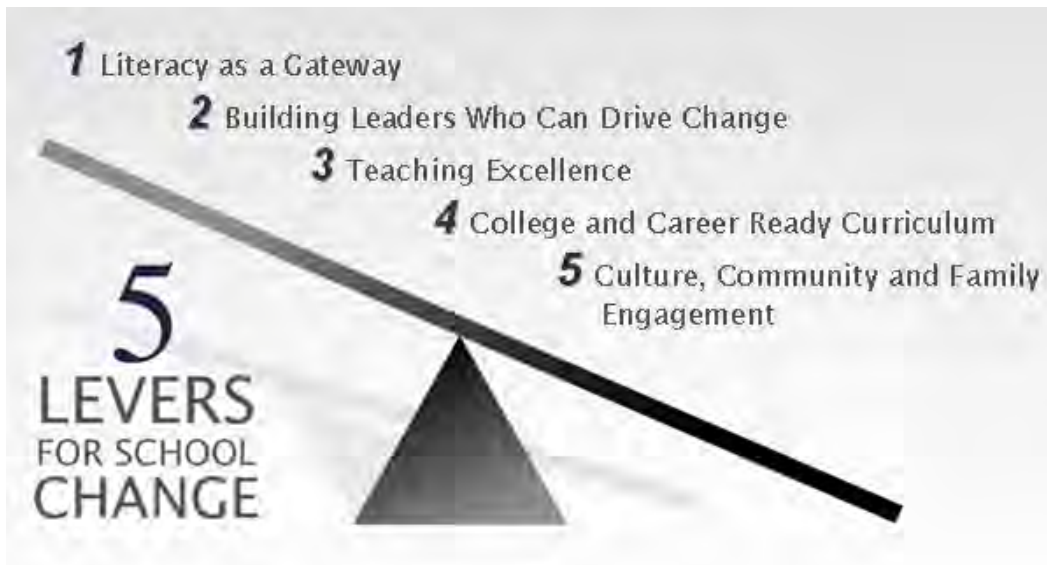 1 Literacy as a Gateway
2 Building Leaders Who Can Drive Change
3 Teaching Excellence
4 College and Career Ready Curriculum
5 Culture, Community and Family
Engagement
5
LEVERS
FOR SCHOOL
CHANGE